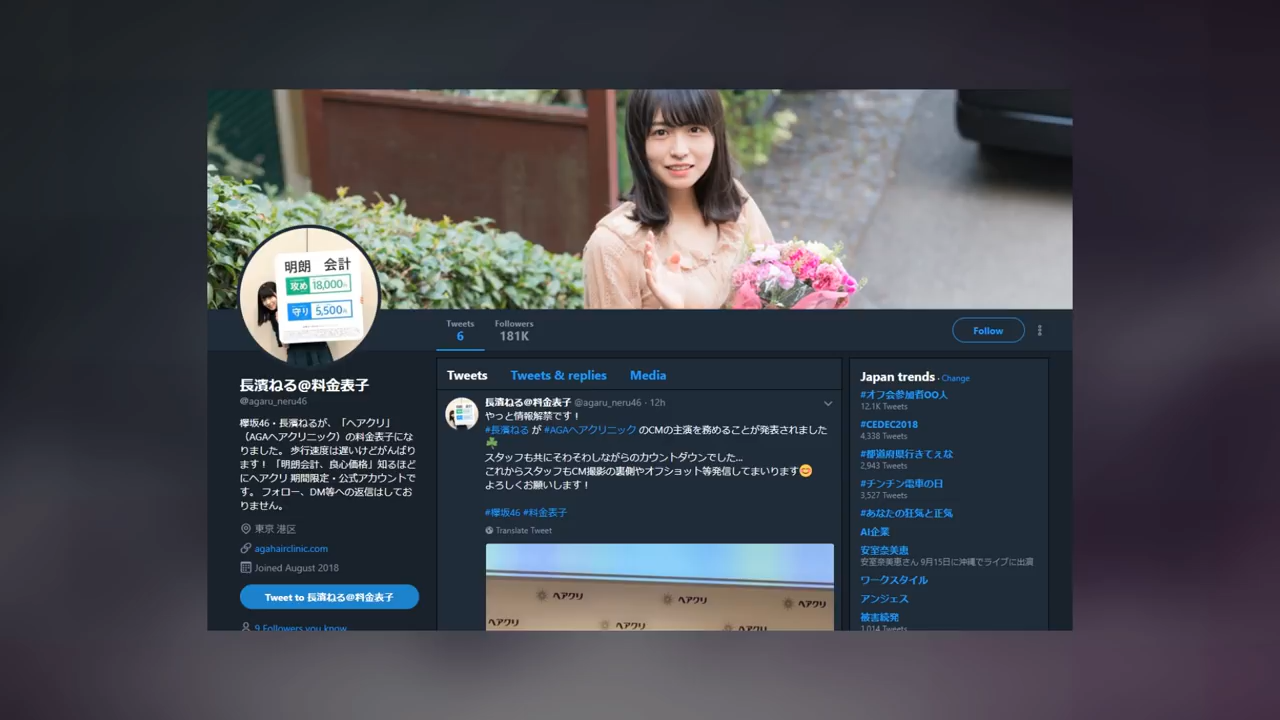 明朗 会計
攻め 18,000円
守り 5,500円
Tweets
6
Followers
181K
Follow
長濱ねる@料金表子
@agaru_neru46
欅坂46・長濱ねるが、「ヘアクリ」
（AGAヘアクリニック）の料金表子にな
りました。 歩行速度は遅いけどがんばり
ます！「明朗会計、良心価格」知るほど
にヘアクリ 期間限定・公式アカウントで
す。 フォロー、DM等への返信はしてお
りません。
東京 港区
agahairclinic.com
Joined August 2018
Tweet to 長濱ねる@料金表子
9 Followers you know
Tweets Tweets & replies Media
長濱ねる@料金表子 @agaru_neru46 · 12h
やっと情報解禁です！
#長濱ねる が #AGAヘアクリニック のCMの主演を務めることが発表されました
☘
スタッフも共にそわそわしながらのカウントダウンでした...
これからスタッフもCM撮影の裏側やオフショット等発信してまいります😊
よろしくお願いします！
#欅坂46 #料金表子
Translate Tweet
ヘアクリ ヘアクリ ヘアクリ
ヘアクリ ヘアクリ ヘアクリ
Japan trends · Change
#オフ会参加者〇〇人
12.1K Tweets
#CEDEC2018
4,338 Tweets
#都道府県行きてぇな
2,943 Tweets
#チンチン電車の日
3,527 Tweets
#あなたの狂気と正気
AI企業
安室奈美恵
安室奈美恵さん 9月15日に沖縄でライブに出演
ワークスタイル
アンジェス
被害続発
1,014 Tweets